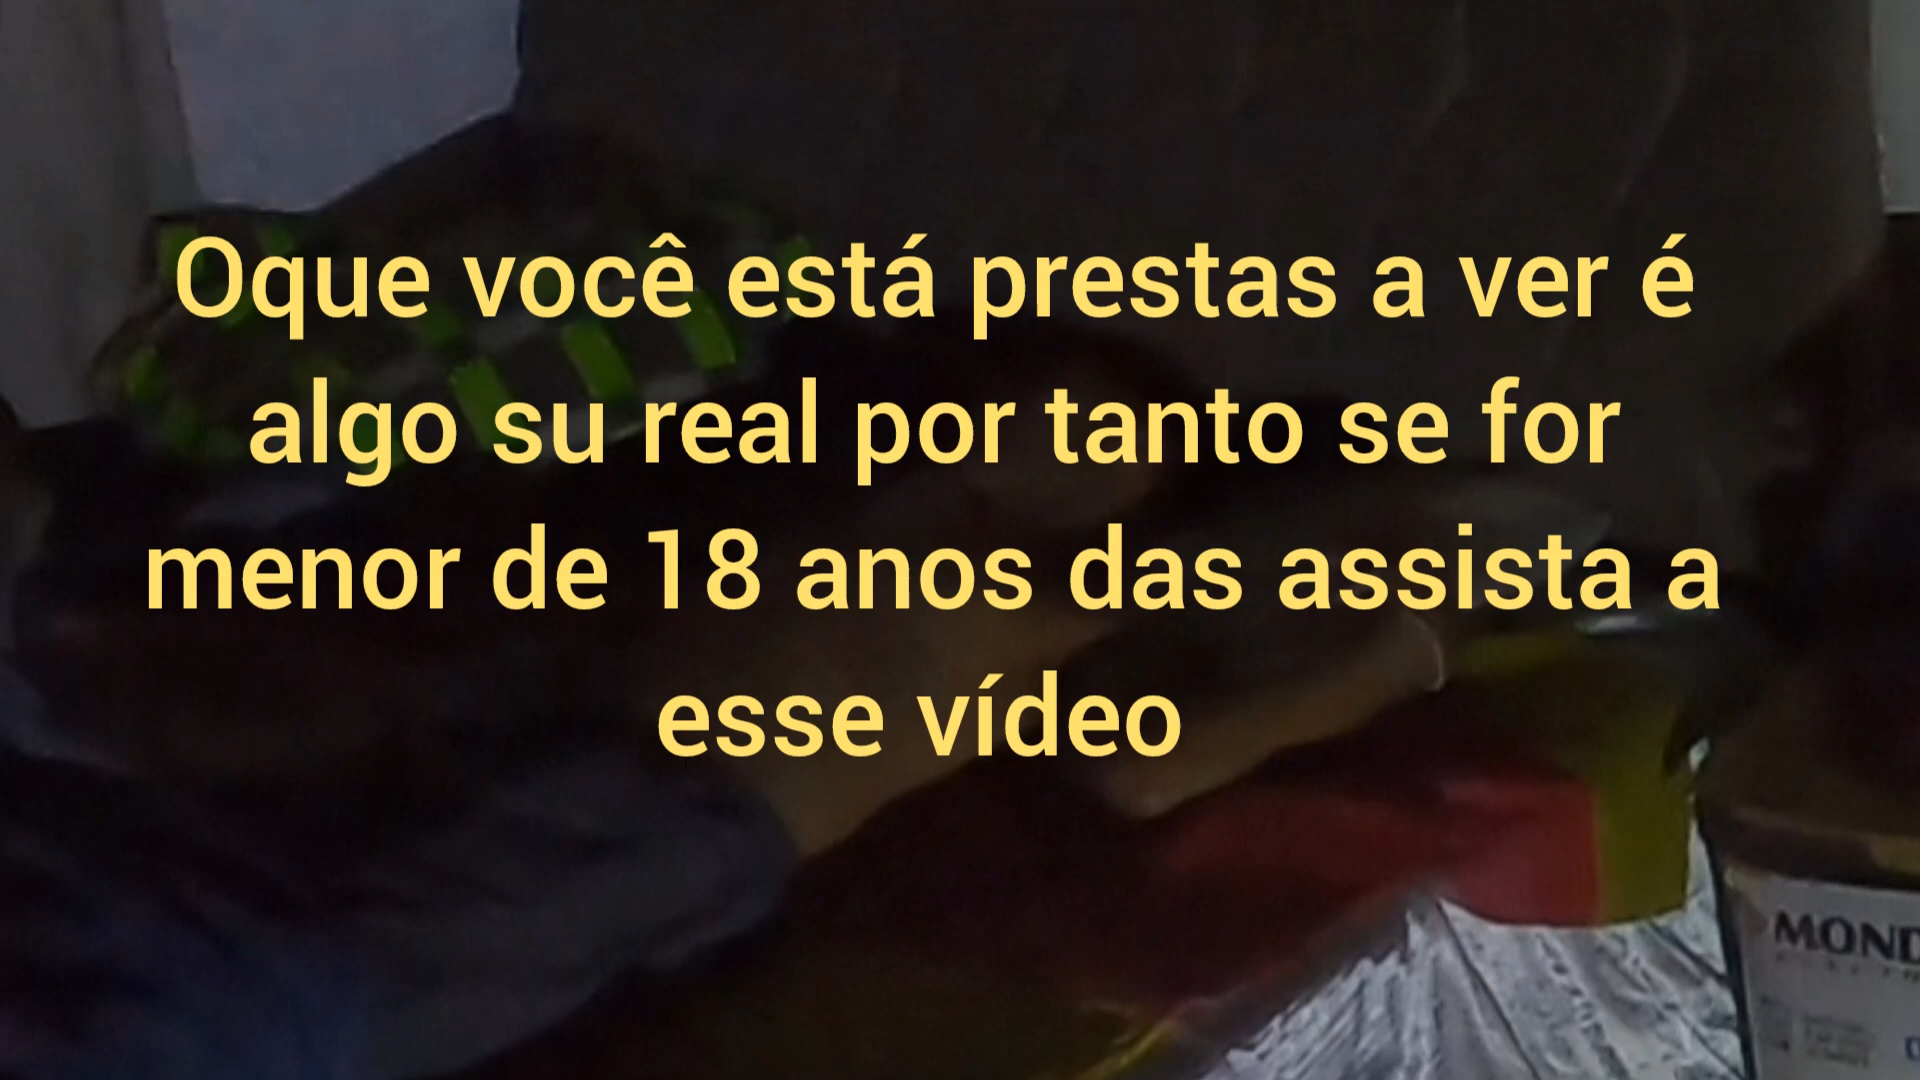 Oque você está prestas a ver é
algo su real por tanto se for
menor de 18 anos das assista a
esse vídeo
MOND